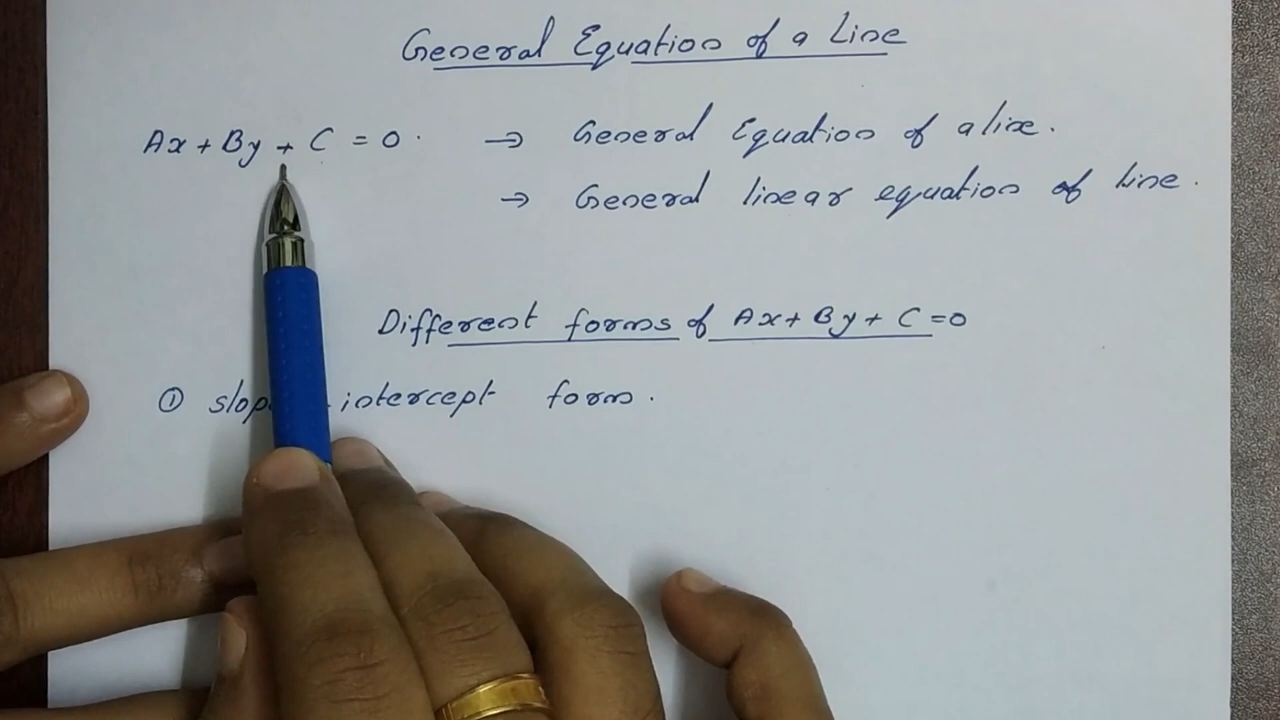 General Equation of a Line
Ax + By + C = 0. → General Equation of a line.
→ General linear equation of line.
Different forms of Ax + By + C = 0
① intercept form.